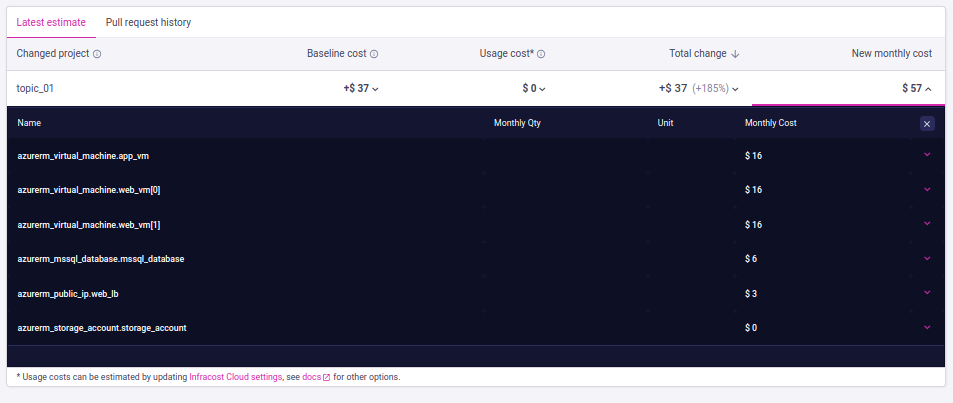 Latest estimate Pull request history
Changed project Baseline cost Usage cost* Total change New monthly cost
topic_01 +$ 37 $ 0 +$ 37 (+185%) $ 57
Name Monthly Qty Unit Monthly Cost
azurerm_virtual_machine.app_vm $ 16
azurerm_virtual_machine.web_vm[0] $ 16
azurerm_virtual_machine.web_vm[1] $ 16
azurerm_mssql_database.mssql_database $ 6
azurerm_public_ip.web_lb $ 3
azurerm_storage_account.storage_account $ 0
* Usage costs can be estimated by updating Infracost Cloud settings, see docs for other options.